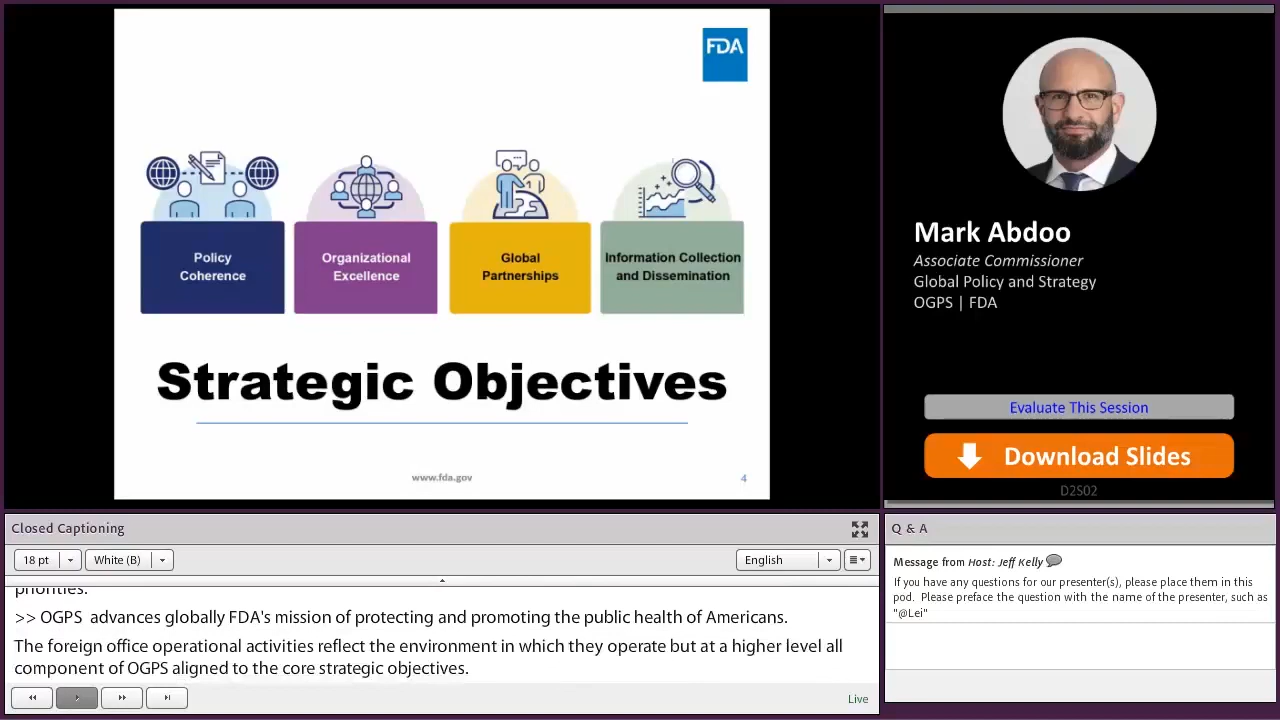 FDA
Policy
Coherence
Organizational
Excellence
Global
Partnerships
Information Collection
and Dissemination
Strategic Objectives
www.fda.gov
4
Mark Abdoo
Associate Commissioner
Global Policy and Strategy
OGPS | FDA
Evaluate This Session
Download Slides
D2S02
Closed Captioning
18 pt
White (B)
English
priorities.
>> OGPS  advances globally FDA's mission of protecting and promoting the public health of Americans.
The foreign office operational activities reflect the environment in which they operate but at a higher level all
component of OGPS aligned to the core strategic objectives.
Live
Q & A
Message from Host: Jeff Kelly
If you have any questions for our presenter(s), please place them in this
pod.  Please preface the question with the name of the presenter, such as
"@Lei"